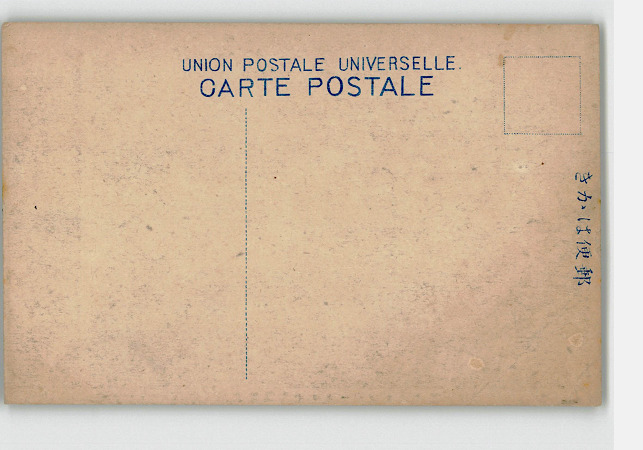 UNION POSTALE UNIVERSELLE.
CARTE POSTALE
郵便はかき